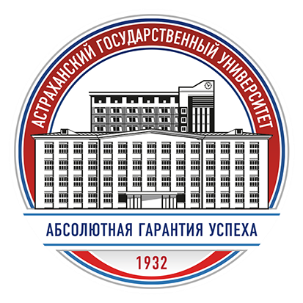 АСТРАХАНСКИЙ ГОСУДАРСТВЕННЫЙ УНИВЕРСИТЕТ
АБСОЛЮТНАЯ ГАРАНТИЯ УСПЕХА
1932